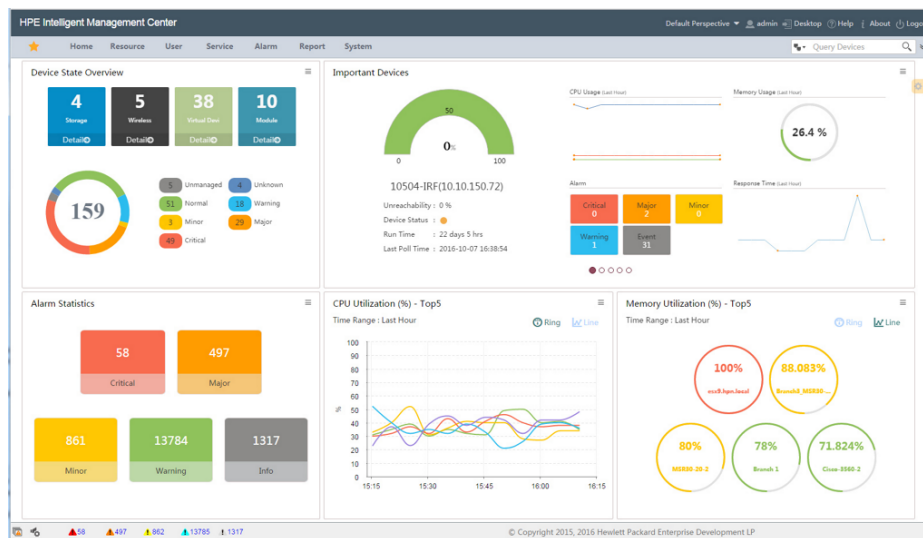 HPE Intelligent Management Center
Default Perspective admin Desktop Help About Logo
Home Resource User Service Alarm Report System
Query Devices
Device State Overview
4 5 38 10
Storage Wireless Virtual Devi Module
Detail Detail Detail Detail
159
5 Unmanaged 4 Unknown
51 Normal 18 Warning
3 Minor 29 Major
49 Critical
Important Devices
50
0%
0 100
10504-IRF(10.10.150.72)
Unreachability : 0 %
Device Status :
Run Time : 22 days 5 hrs
Last Poll Time : 2016-10-07 16:38:54
CPU Usage (Last Hour)
Memory Usage (Last Hour)
26.4 %
Alarm
Critical Major Minor
0 2 0
Warning Event
1 31
Response Time (Last Hour)
Alarm Statistics
58 497
Critical Major
861 13784 1317
Minor Warning Info
CPU Utilization (%) - Top5
Time Range : Last Hour
Ring Line
100
90
80
70
60
50
40
30
20
10
0
%
15:15 15:30 15:45 16:00 16:15
Memory Utilization (%) - Top5
Time Range : Last Hour
Ring Line
100% 88.083%
80% 78% 71.824%
Branch 1
58 497 862 13785 1317
© Copyright 2015, 2016 Hewlett Packard Enterprise Development LP